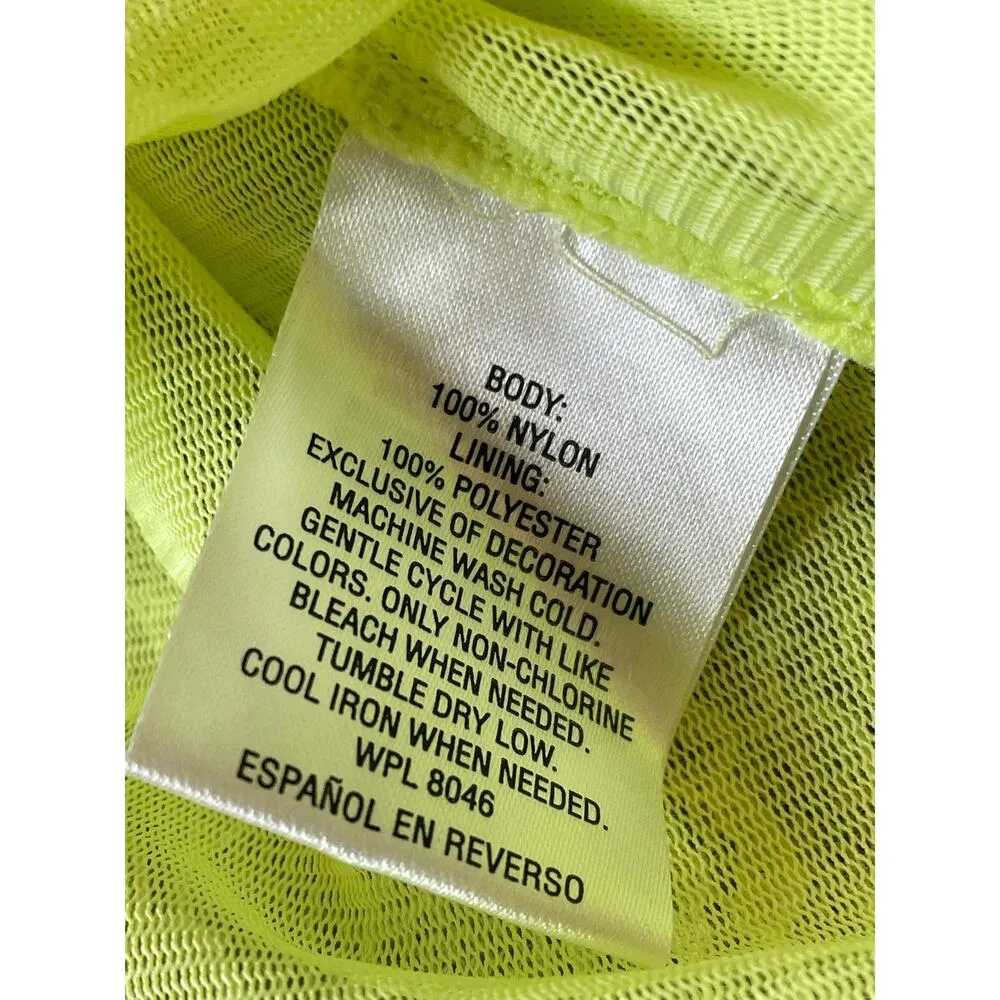 BODY:
100% NYLON
LINING:
100% POLYESTER
EXCLUSIVE OF DECORATION
MACHINE WASH COLD.
GENTLE CYCLE WITH LIKE
COLORS. ONLY NON-CHLORINE
BLEACH WHEN NEEDED.
TUMBLE DRY LOW.
COOL IRON WHEN NEEDED.
WPL 8046
ESPAÑOL EN REVERSO